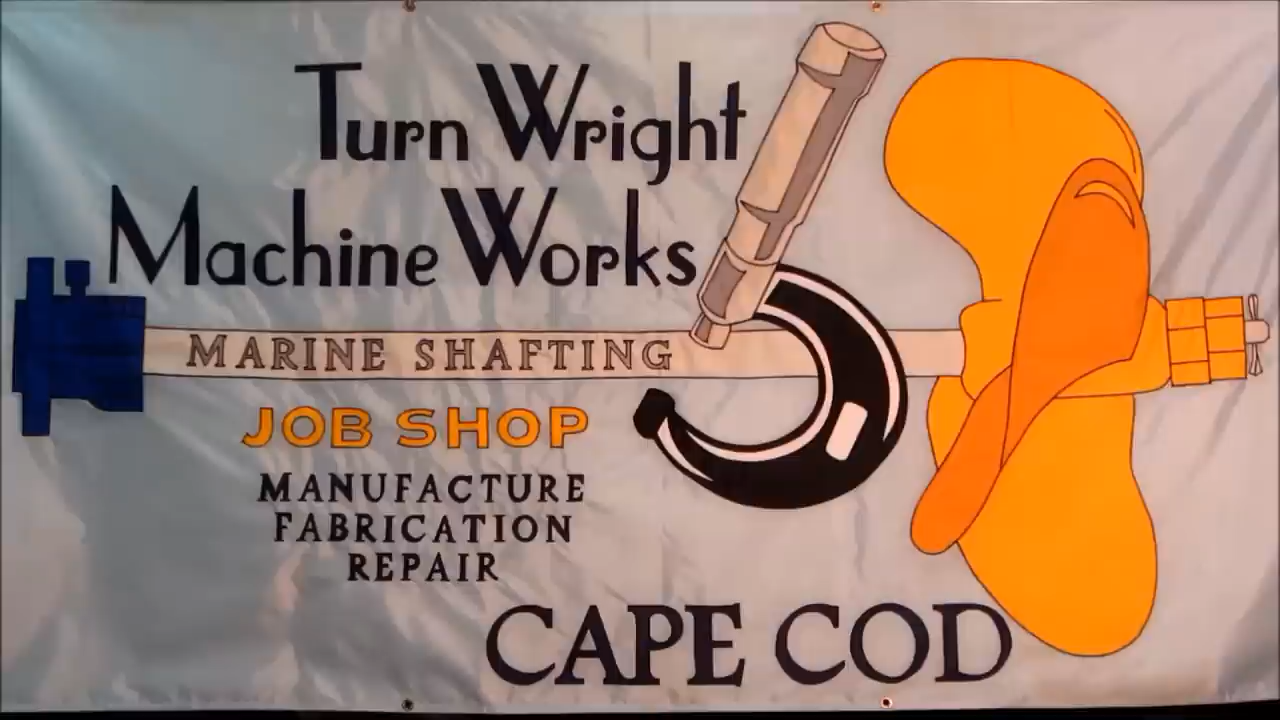 Turn Wright
Machine Works
MARINE SHAFTING
JOB SHOP
MANUFACTURE
FABRICATION
REPAIR
CAPE COD